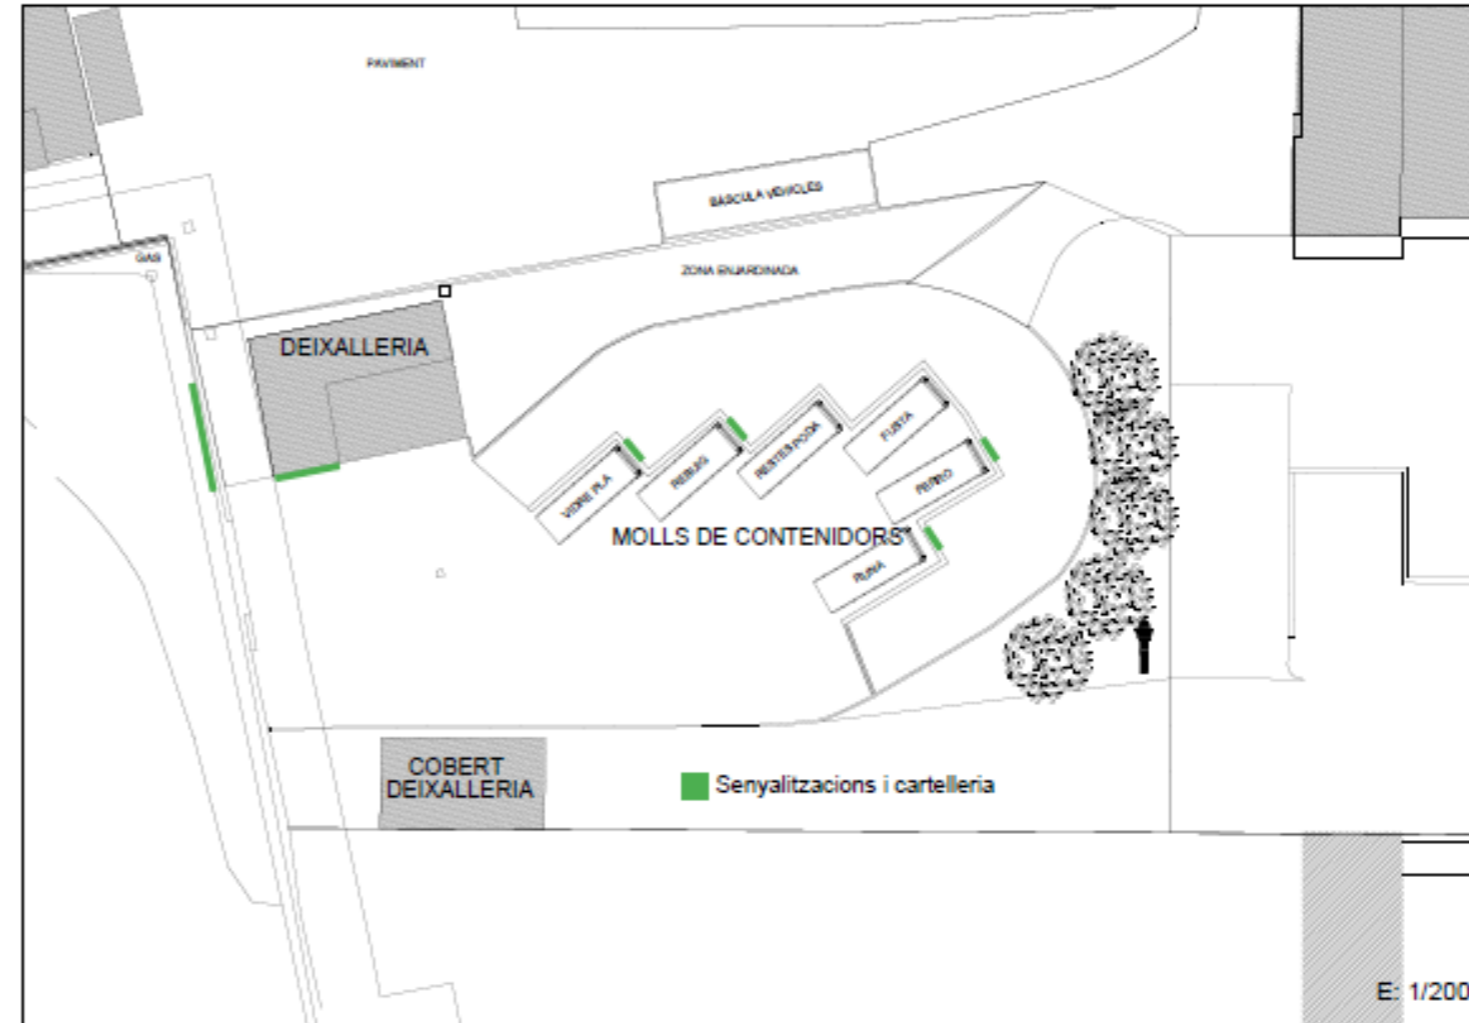 PAVIMENT
BÀSCULA VEHICLES
GAS
ZONA ENJARDINADA
DEIXALLERIA
FUSTA
RESTES PODA
REBUIG
VIDRE PLA
FERRO
MOLLS DE CONTENIDORS
RUNA
COBERT
DEIXALLERIA
Senyalitzacions i cartelleria
E: 1/200